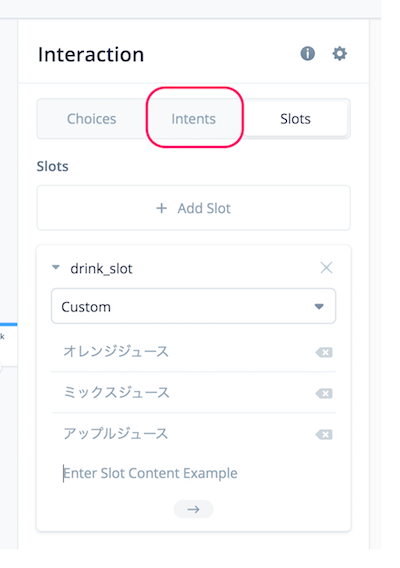 Interaction
Choices
Intents
Slots
Slots
+ Add Slot
drink_slot
Custom
オレンジジュース
ミックスジュース
アップルジュース
Enter Slot Content Example
k